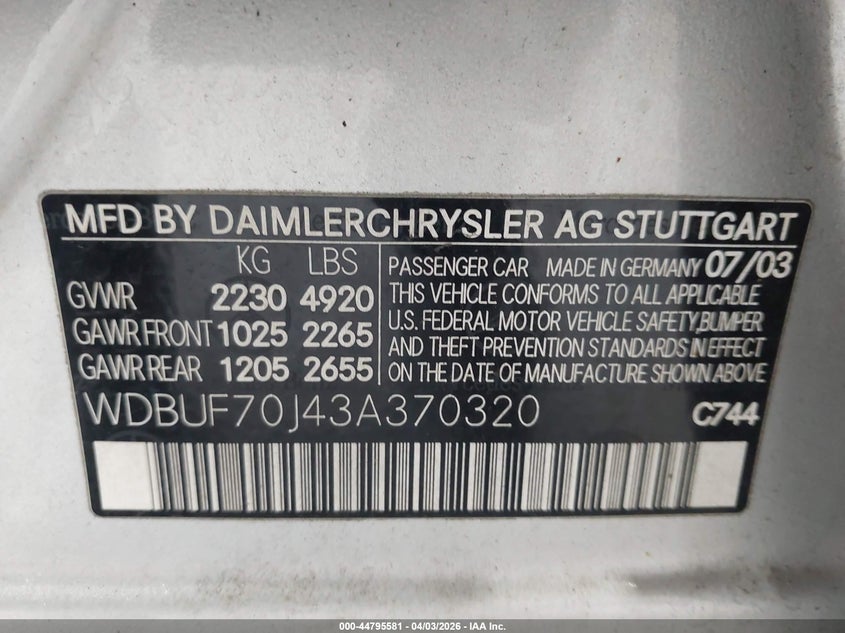 MFD BY DAIMLERCHRYSLER AG STUTTGART
KG LBS
GVWR 2230 4920
GAWR FRONT 1025 2265
GAWR REAR 1205 2655
PASSENGER CAR MADE IN GERMANY 07/03
THIS VEHICLE CONFORMS TO ALL APPLICABLE
U.S. FEDERAL MOTOR VEHICLE SAFETY,BUMPER
AND THEFT PREVENTION STANDARDS IN EFFECT
ON THE DATE OF MANUFACTURE SHOWN ABOVE.
WDBUF70J43A370320 C744
000-44795581 - 04/03/2026 - IAA Inc.